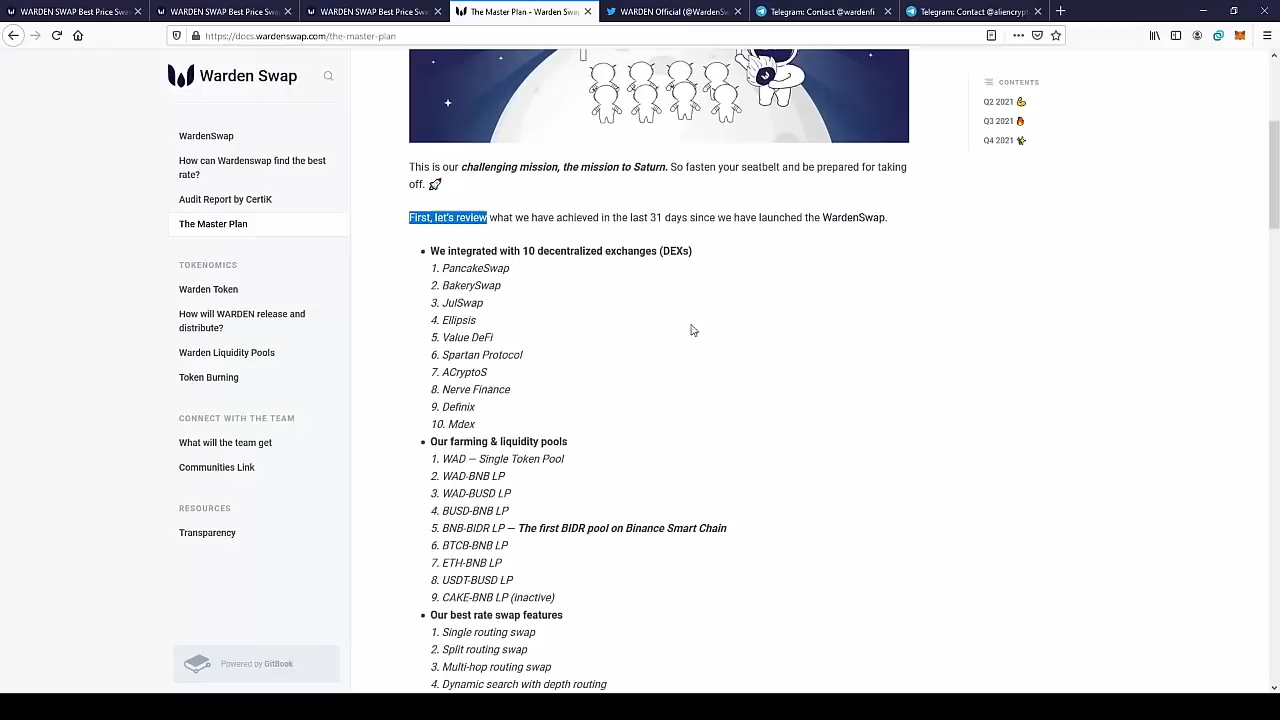 WARDEN SWAP Best Price Swa
WARDEN SWAP Best Price Swa
WARDEN SWAP Best Price Swa
The Master Plan - Warden Swa
WARDEN Official (@WardenSw
Telegram: Contact @wardenfi
Telegram: Contact @aliencrypt
https://docs.wardenswap.com/the-master-plan
Warden Swap
WardenSwap
How can Wardenswap find the best
rate?
Audit Report by CertiK
The Master Plan
TOKENOMICS
Warden Token
How will WARDEN release and
distribute?
Warden Liquidity Pools
Token Burning
CONNECT WITH THE TEAM
What will the team get
Communities Link
RESOURCES
Transparency
Powered by GitBook
This is our challenging mission, the mission to Saturn. So fasten your seatbelt and be prepared for taking
off. 🚀
First, let's review what we have achieved in the last 31 days since we have launched the WardenSwap.
• We integrated with 10 decentralized exchanges (DEXs)
1. PancakeSwap
2. BakerySwap
3. JulSwap
4. Ellipsis
5. Value DeFi
6. Spartan Protocol
7. ACryptoS
8. Nerve Finance
9. Definix
10. Mdex
• Our farming & liquidity pools
1. WAD — Single Token Pool
2. WAD-BNB LP
3. WAD-BUSD LP
4. BUSD-BNB LP
5. BNB-BIDR LP — The first BIDR pool on Binance Smart Chain
6. BTCB-BNB LP
7. ETH-BNB LP
8. USDT-BUSD LP
9. CAKE-BNB LP (inactive)
• Our best rate swap features
1. Single routing swap
2. Split routing swap
3. Multi-hop routing swap
4. Dynamic search with depth routing
CONTENTS
Q2 2021 💪
Q3 2021 🔥
Q4 2021